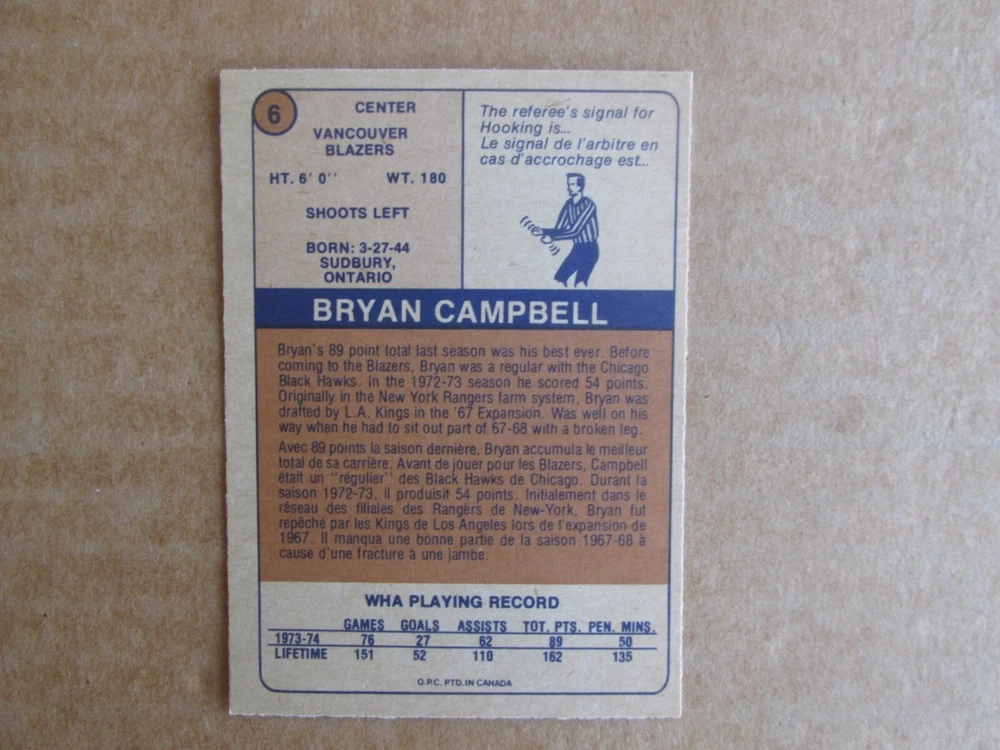 6
CENTER
VANCOUVER
BLAZERS
HT. 6' 0'' WT. 180
SHOOTS LEFT
BORN: 3-27-44
SUDBURY,
ONTARIO
The referee's signal for
Hooking is...
Le signal de l'arbitre en
cas d'accrochage est...
BRYAN CAMPBELL
Bryan's 89 point total last season was his best ever. Before
coming to the Blazers, Bryan was a regular with the Chicago
Black Hawks. In the 1972-73 season he scored 54 points.
Originally in the New York Rangers farm system, Bryan was
drafted by L.A. Kings in the '67 Expansion. Was well on his
way when he had to sit out part of 67-68 with a broken leg.
Avec 89 points la saison dernière, Bryan accumula le meilleur
total de sa carrière. Avant de jouer pour les Blazers, Campbell
était un ''régulier'' des Black Hawks de Chicago. Durant la
saison 1972-73, il produisit 54 points. Initialement dans le
réseau des filiales des Rangers de New-York, Bryan fut
repêché par les Kings de Los Angeles lors de l'expansion de
1967. Il manqua une bonne partie de la saison 1967-68 à
cause d'une fracture à une jambe.
WHA PLAYING RECORD
GAMES GOALS ASSISTS TOT. PTS. PEN. MINS.
1973-74 76 27 62 89 50
LIFETIME 151 52 110 162 135
O.P.C. PTD. IN CANADA